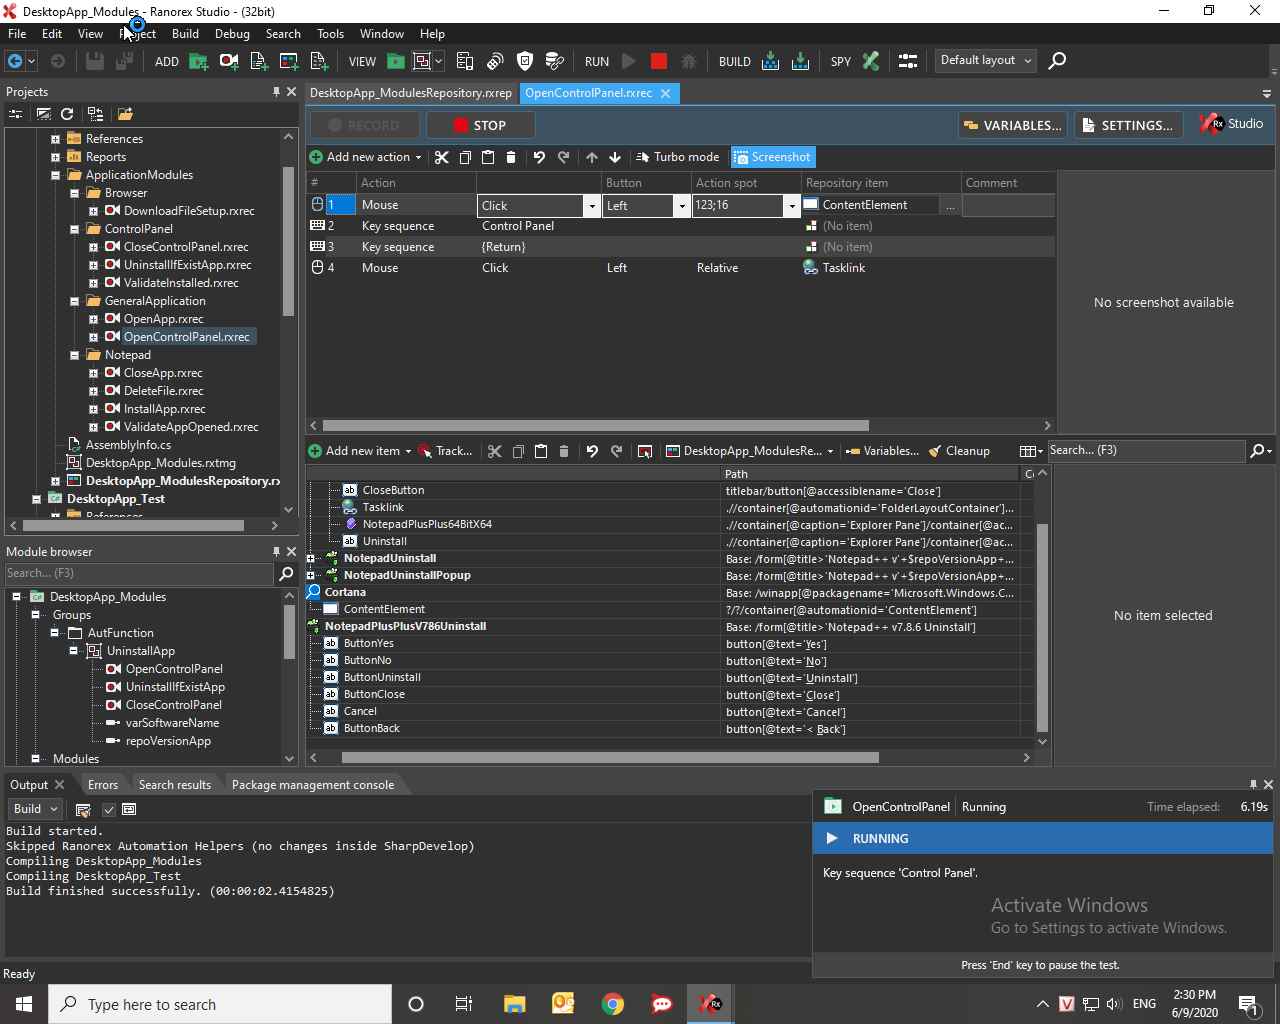 DesktopApp_Modules - Ranorex Studio - (32bit)
File Edit View Project Build Debug Search Tools Window Help
ADD VIEW RUN BUILD SPY Default layout
Projects
DesktopApp_ModulesRepository.rxrep OpenControlPanel.rxrec
RECORD STOP VARIABLES... SETTINGS... Rx Studio
Add new action Turbo mode Screenshot
# Action Button Action spot Repository item Comment
1 Mouse Click Left 123;16 ContentElement ...
2 Key sequence Control Panel (No item)
3 Key sequence {Return} (No item)
4 Mouse Click Left Relative Tasklink
No screenshot available
References
Reports
ApplicationModules
Browser
DownloadFileSetup.rxrec
ControlPanel
CloseControlPanel.rxrec
UninstallIfExistApp.rxrec
ValidateInstalled.rxrec
GeneralApplication
OpenApp.rxrec
OpenControlPanel.rxrec
Notepad
CloseApp.rxrec
DeleteFile.rxrec
InstallApp.rxrec
ValidateAppOpened.rxrec
AssemblyInfo.cs
DesktopApp_Modules.rxtmg
DesktopApp_ModulesRepository.rx
DesktopApp_Test
References
Add new item Track... DesktopApp_ModulesRe... Variables... Cleanup Search... (F3)
Path Co
CloseButton titlebar/button[@accessiblename='Close']
Tasklink .//container[@automationid='FolderLayoutContainer']...
NotepadPlusPlus64BitX64 .//container[@caption='Explorer Pane']/container[@ac...
Uninstall .//container[@caption='Explorer Pane']/container[@ac...
NotepadUninstall Base: /form[@title>'Notepad++ v'+$repoVersionApp+...
NotepadUninstallPopup Base: /form[@title>'Notepad++ v'+$repoVersionApp+...
Cortana Base: /winapp[@packagename='Microsoft.Windows.C...
ContentElement ?/?/container[@automationid='ContentElement']
NotepadPlusPlusV786Uninstall Base: /form[@title>'Notepad++ v7.8.6 Uninstall']
ButtonYes button[@text='Yes']
ButtonNo button[@text='No']
ButtonUninstall button[@text='Uninstall']
ButtonClose button[@text='Close']
Cancel button[@text='Cancel']
ButtonBack button[@text='< Back']
No item selected
Module browser
Search... (F3)
DesktopApp_Modules
Groups
AutFunction
UninstallApp
OpenControlPanel
UninstallIfExistApp
CloseControlPanel
varSoftwareName
repoVersionApp
Modules
Output Errors Search results Package management console
Build
Build started.
Skipped Ranorex Automation Helpers (no changes inside SharpDevelop)
Compiling DesktopApp_Modules
Compiling DesktopApp_Test
Build finished successfully. (00:00:02.4154825)
OpenControlPanel Running Time elapsed: 6.19s
RUNNING
Key sequence 'Control Panel'.
Activate Windows
Go to Settings to activate Windows.
Press 'End' key to pause the test.
Ready
Type here to search
ENG 2:30 PM
6/9/2020
1